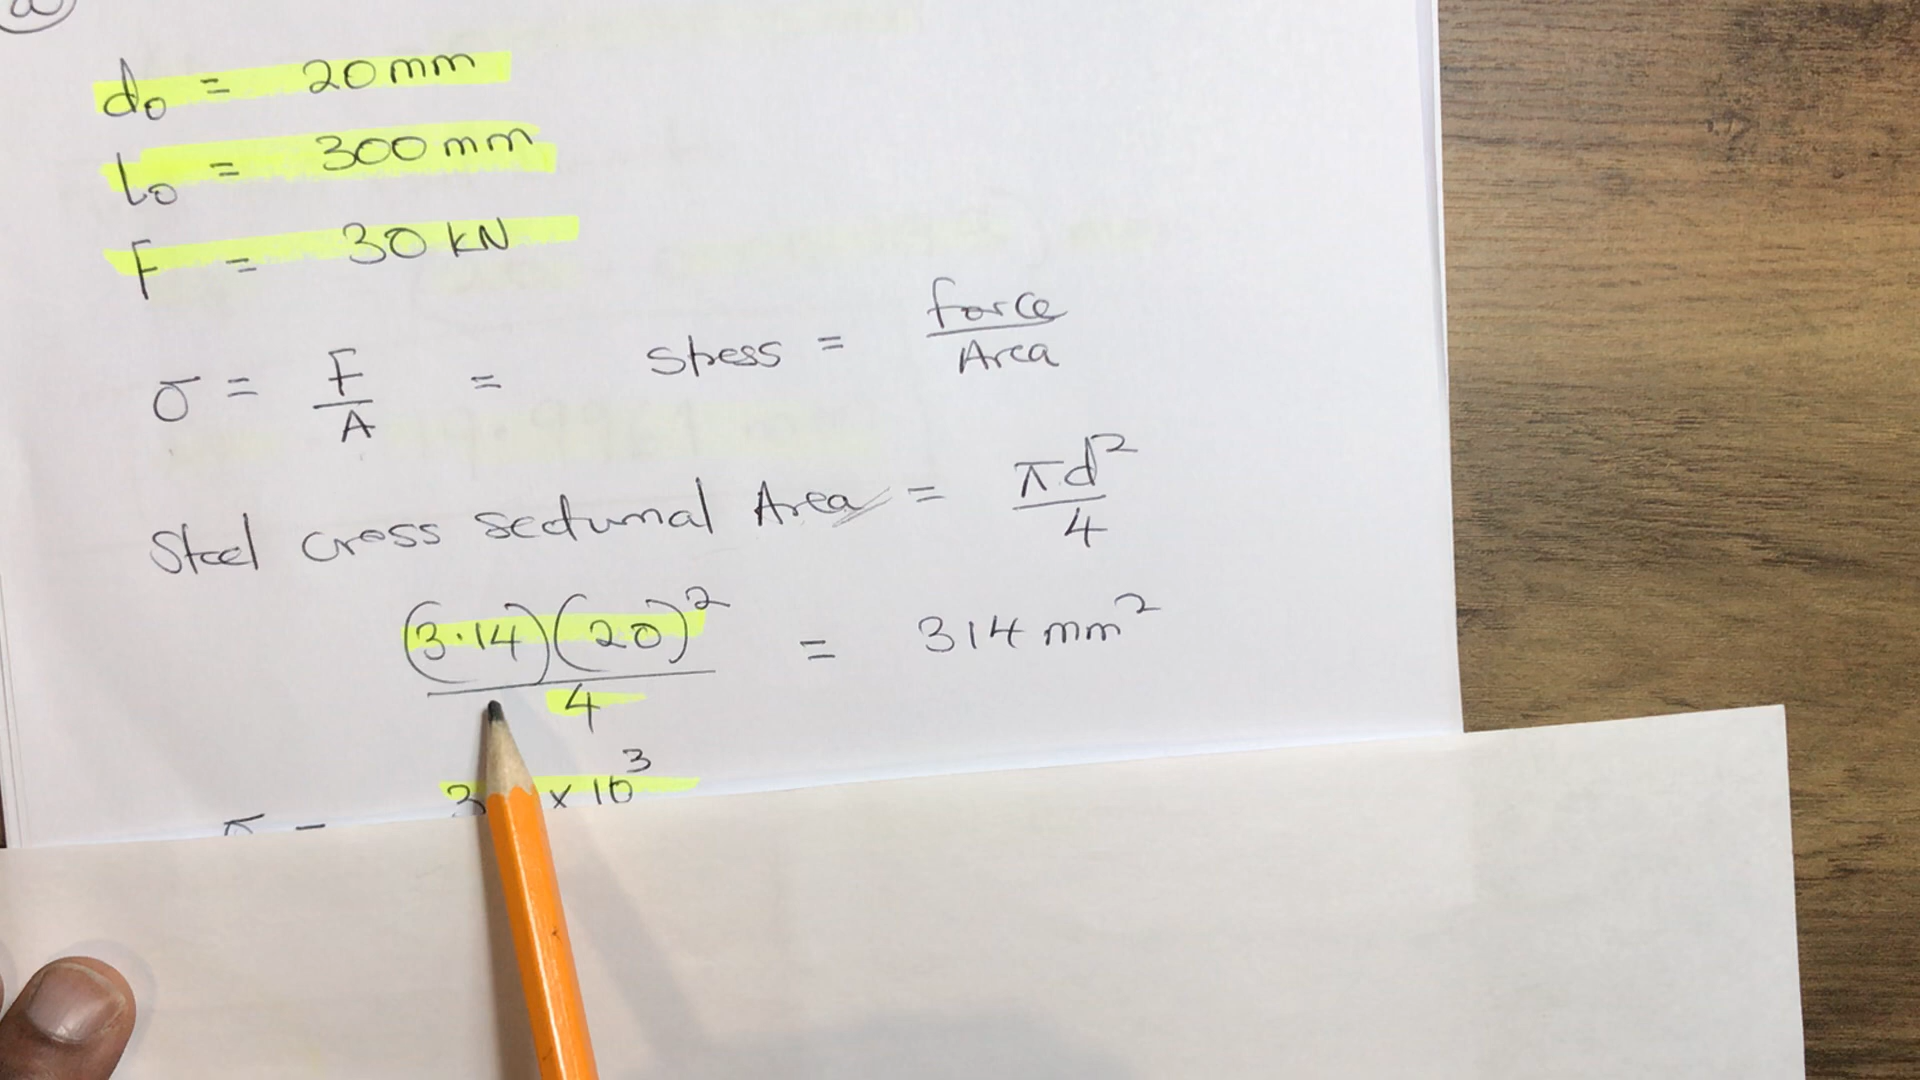 d₀ = 20 mm
l₀ = 300 mm
F = 30 kN
σ = F/A = Stress = force/Area
Steel cross sectional Area = πd²/4
(3.14)(20)²/4 = 314 mm²
× 10³